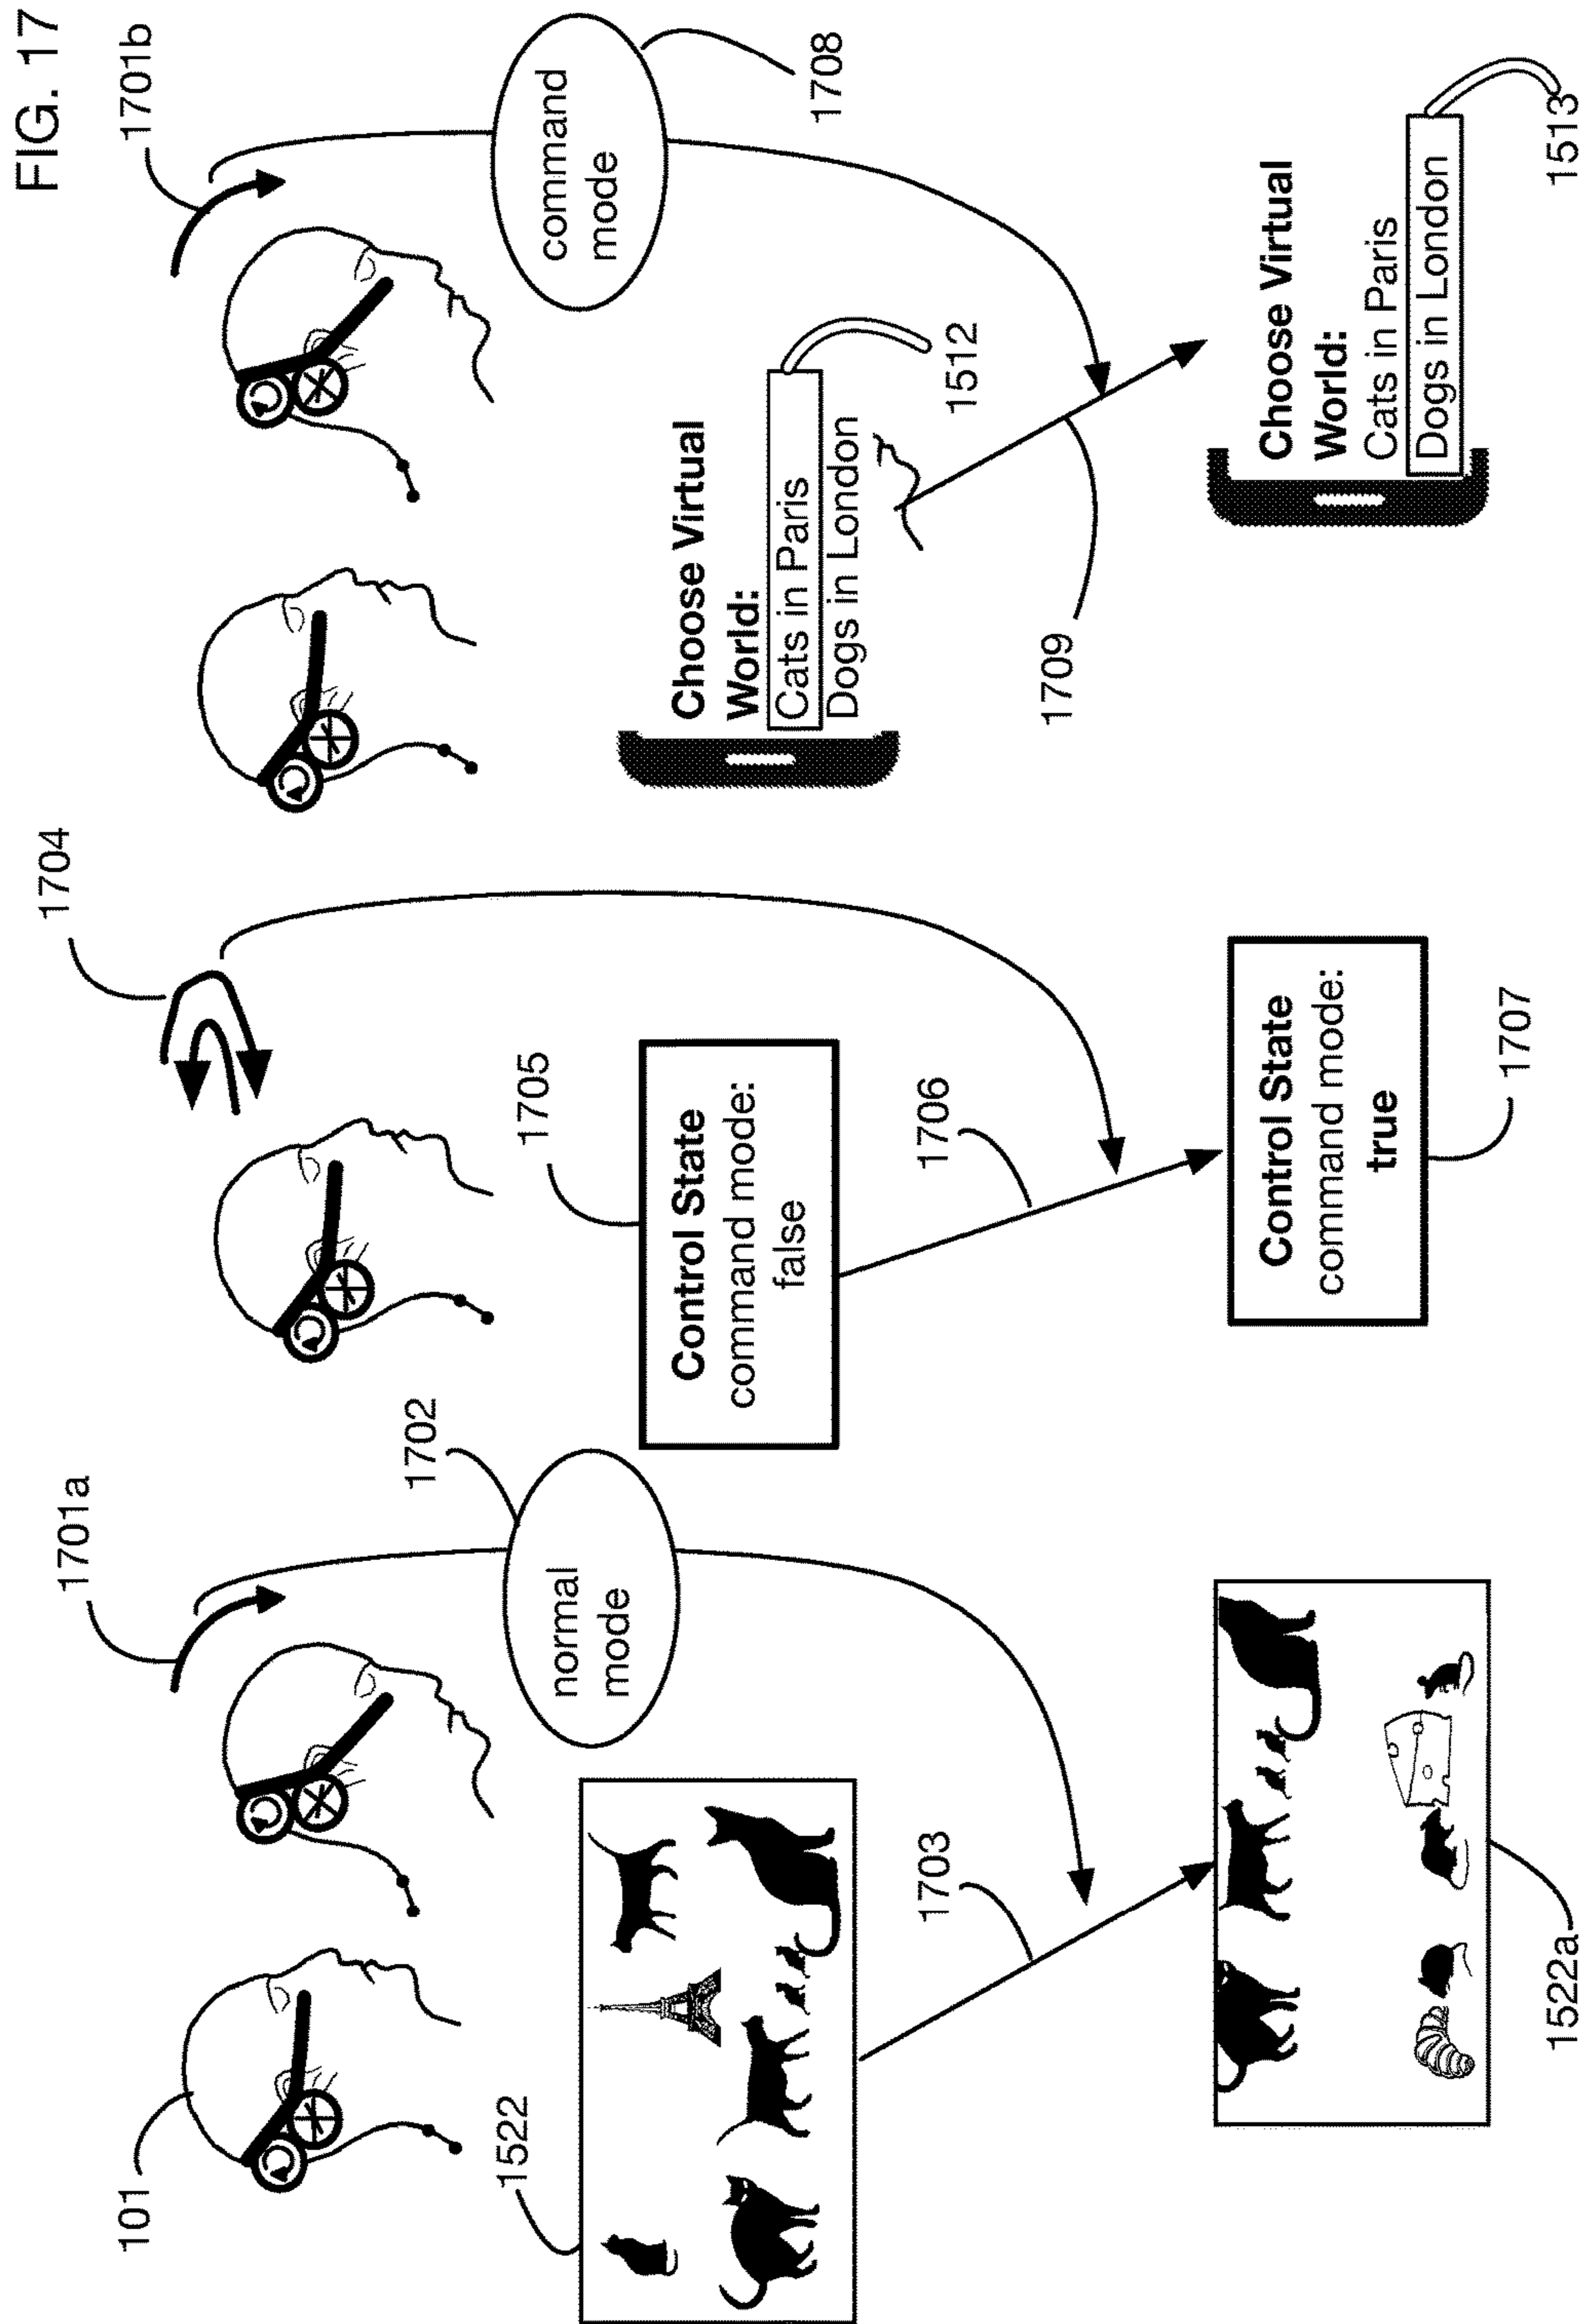 FIG. 17
101
1701a
1704
1701b
1522
1702
normal
mode
1703
1522a
1705
Control State
command mode:
false
1706
Control State
command mode:
true
1707
Choose Virtual
World:
Cats in Paris
Dogs in London
1512
command
mode
1708
1709
Choose Virtual
World:
Cats in Paris
Dogs in London
1513